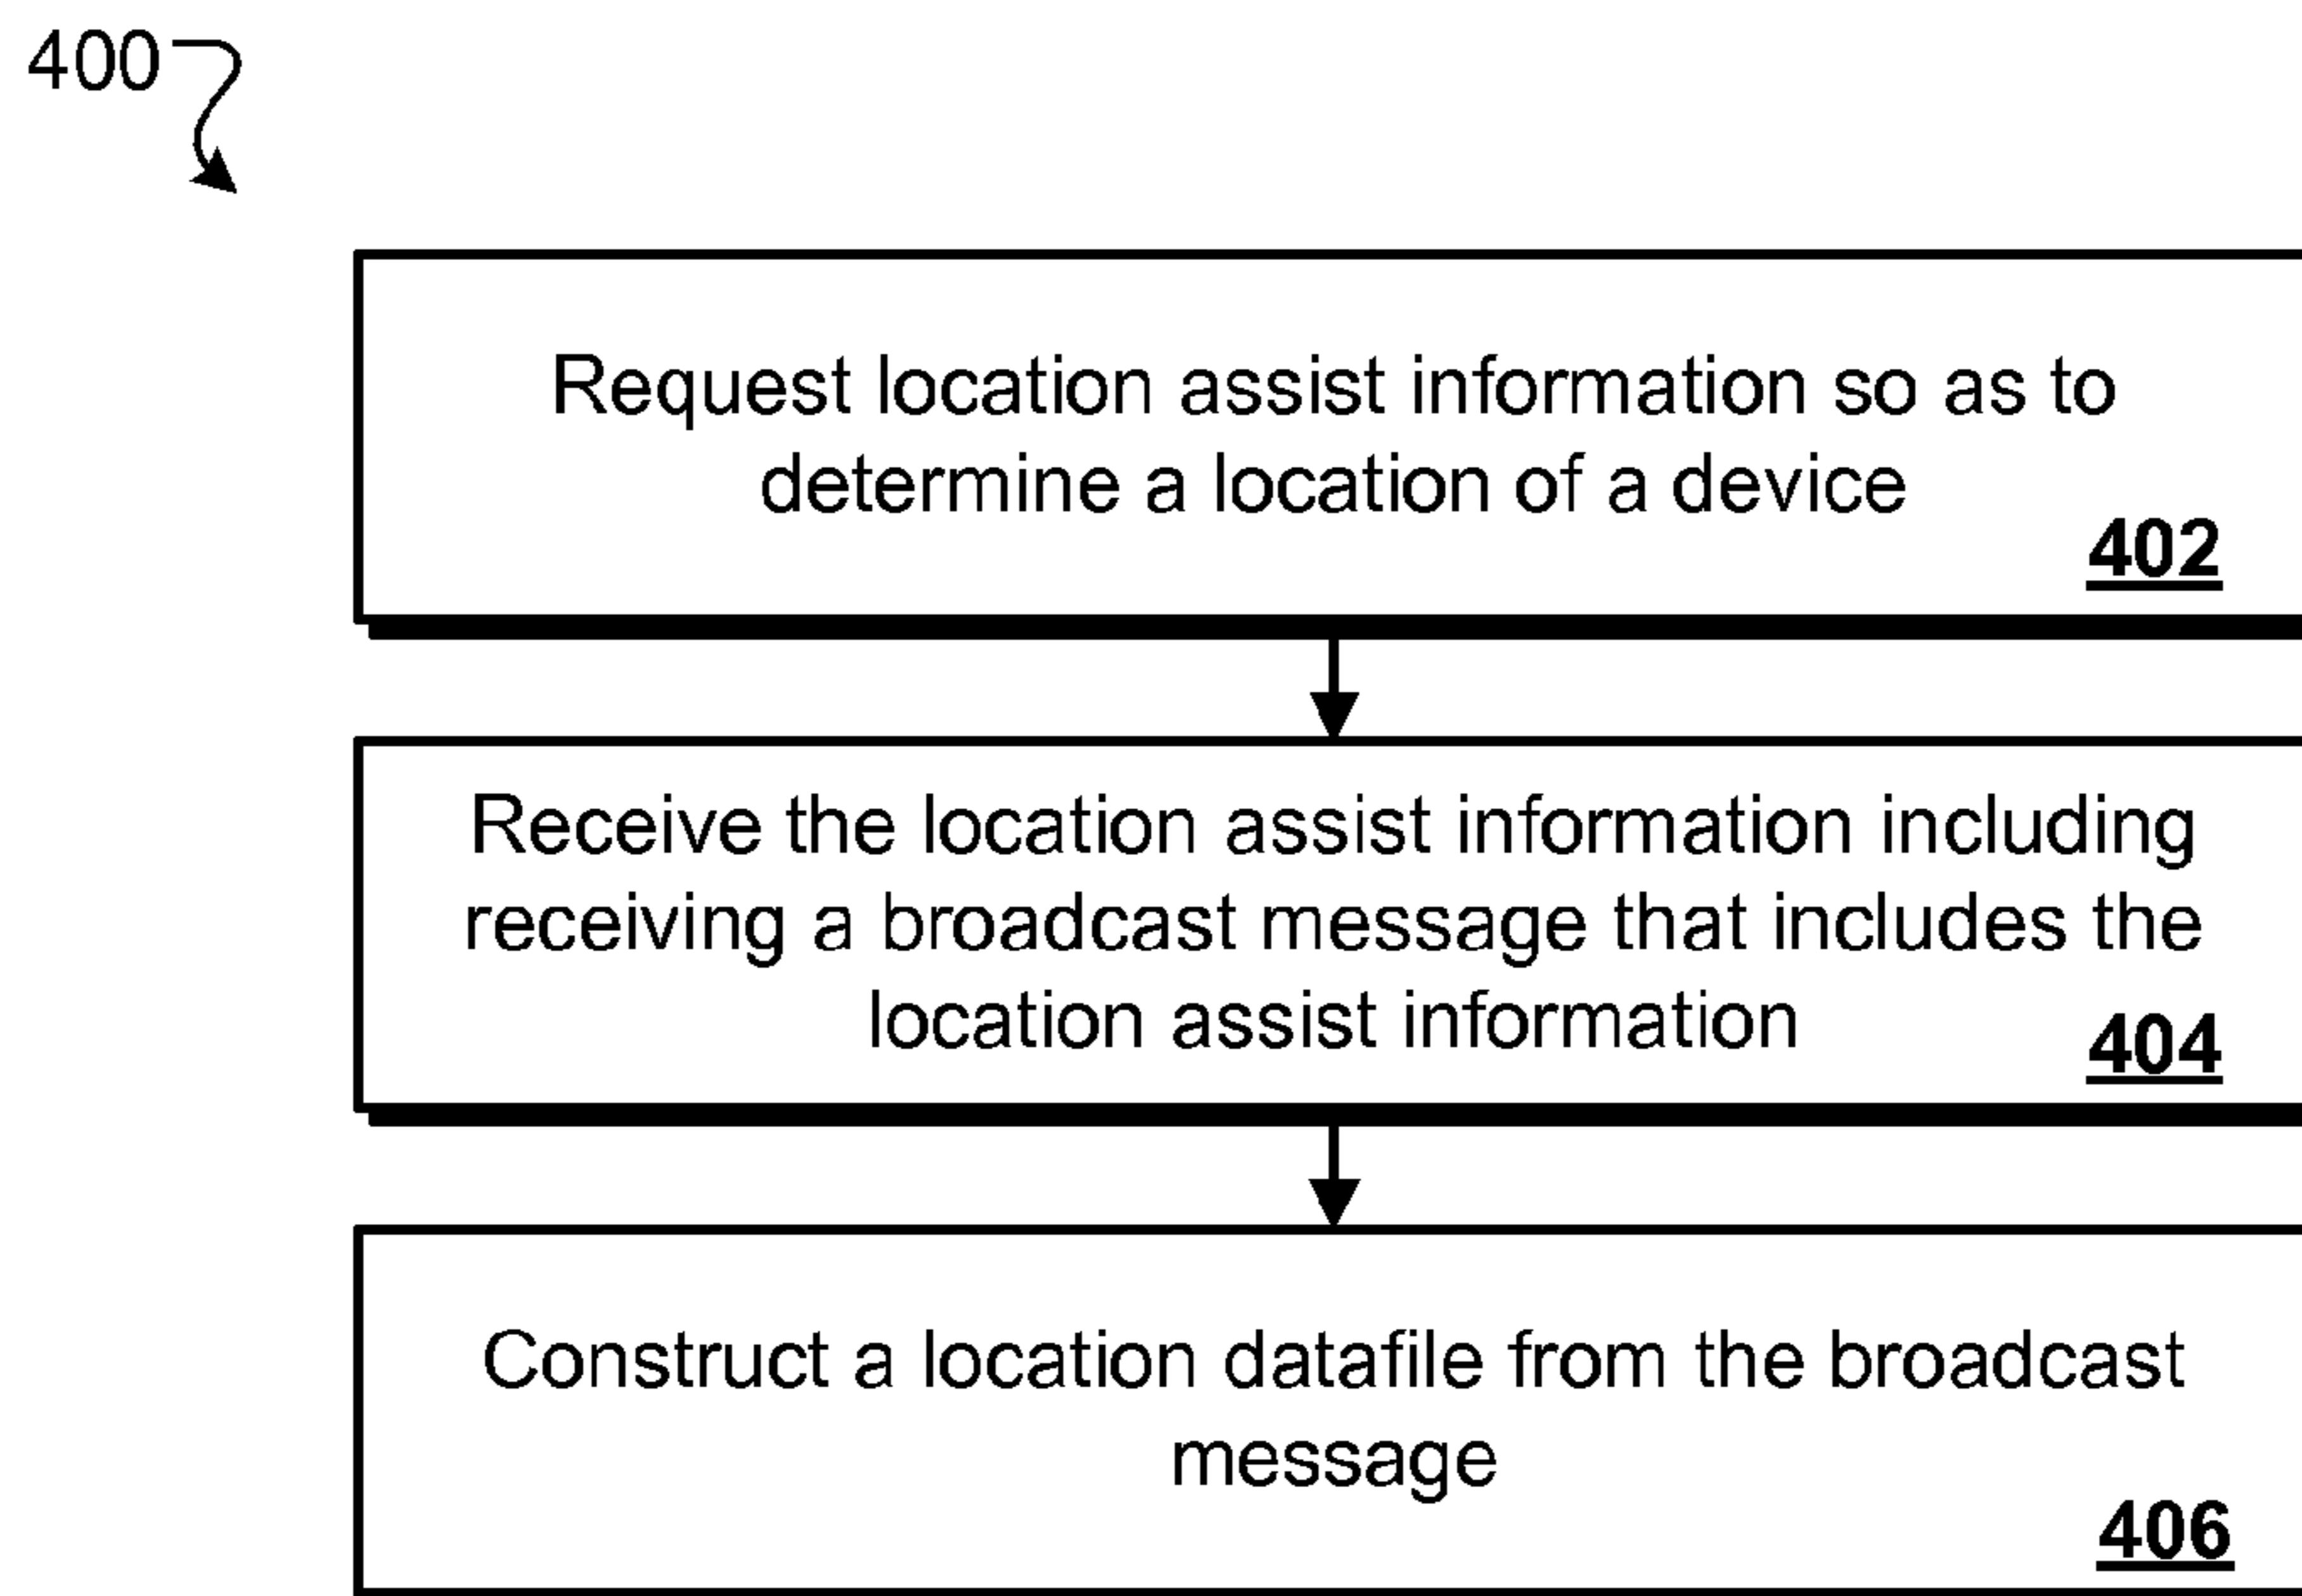 400
Request location assist information so as to
determine a location of a device
402
Receive the location assist information including
receiving a broadcast message that includes the
location assist information
404
Construct a location datafile from the broadcast
message
406